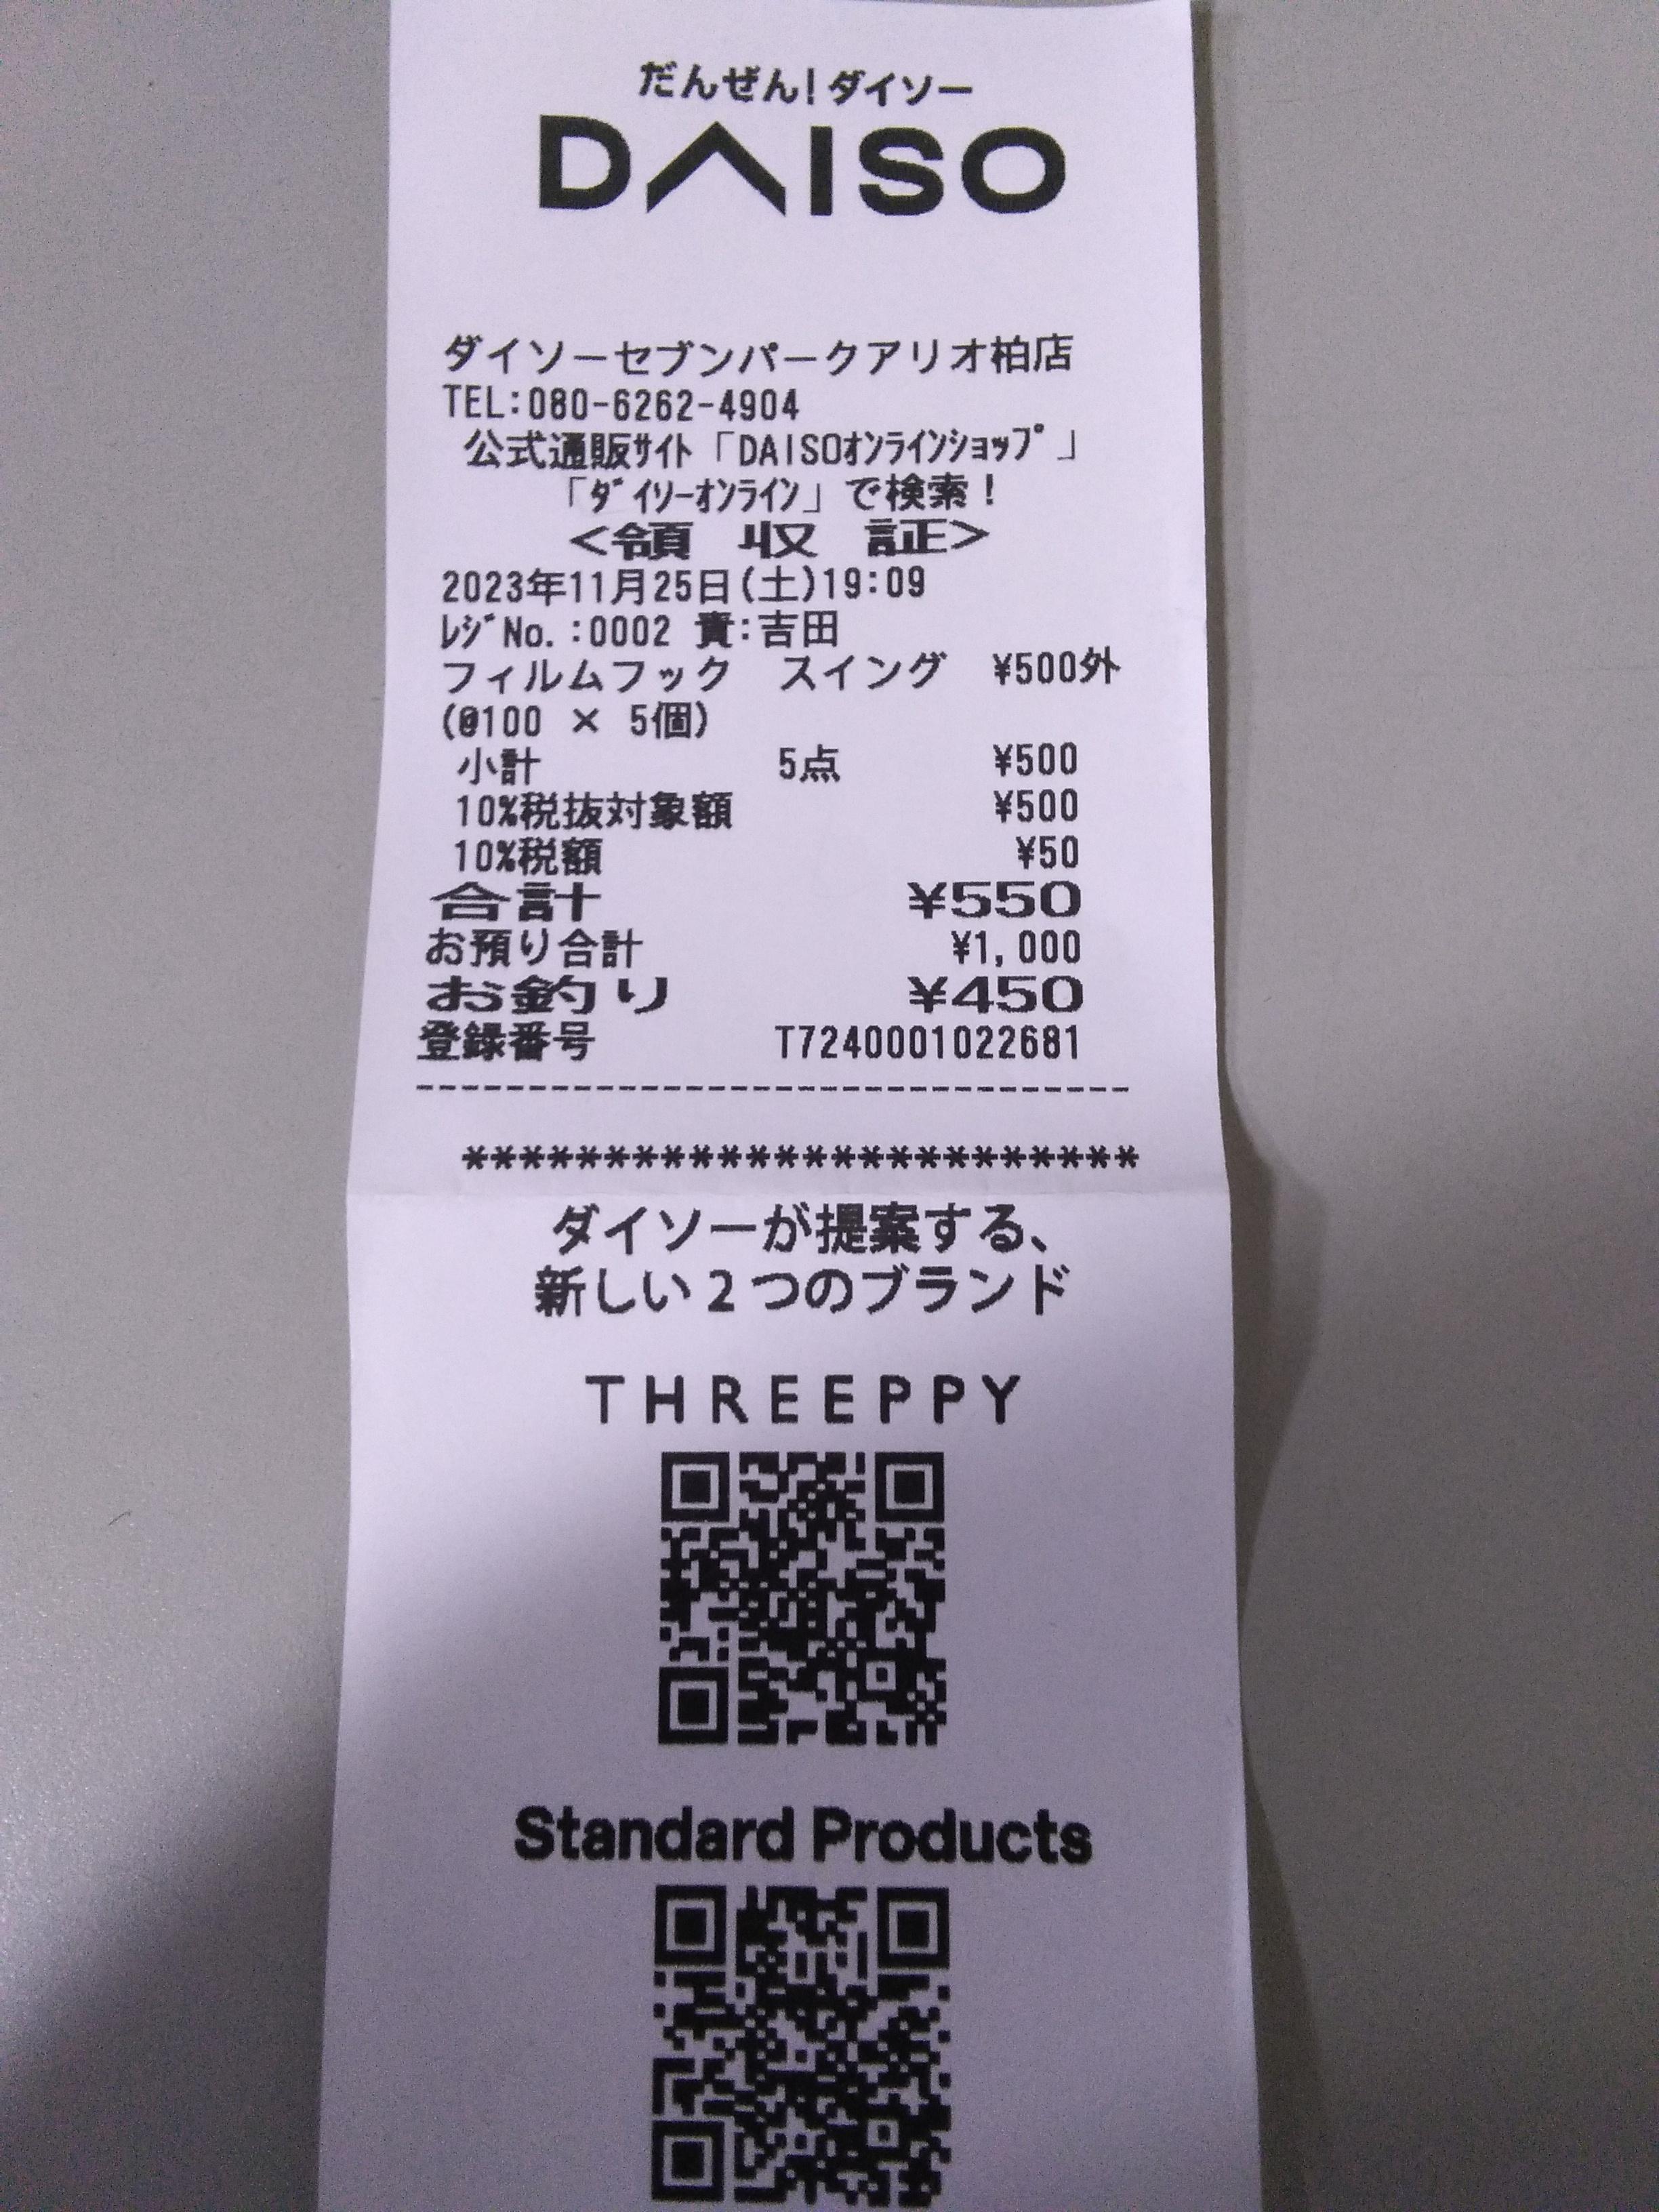 だんぜん！ダイソー
DAISO
ダイソーセブンパークアリオ柏店
TEL:080-6262-4904
公式通販ｻｲﾄ「DAISOｵﾝﾗｲﾝｼｮｯﾌﾟ」
「ﾀﾞｲｿｰｵﾝﾗｲﾝ」で検索！
<領 収 証>
2023年11月25日(土)19:09
ﾚｼﾞNo.:0002 責:吉田
フィルムフック スイング ¥500外
(@100 × 5個)
小計 5点 ¥500
10%税抜対象額 ¥500
10%税額 ¥50
合計 ¥550
お預り合計 ¥1,000
お釣り ¥450
登録番号 T7240001022681
--------------------------------
************************
ダイソーが提案する、
新しい２つのブランド
THREEPPY
Standard Products